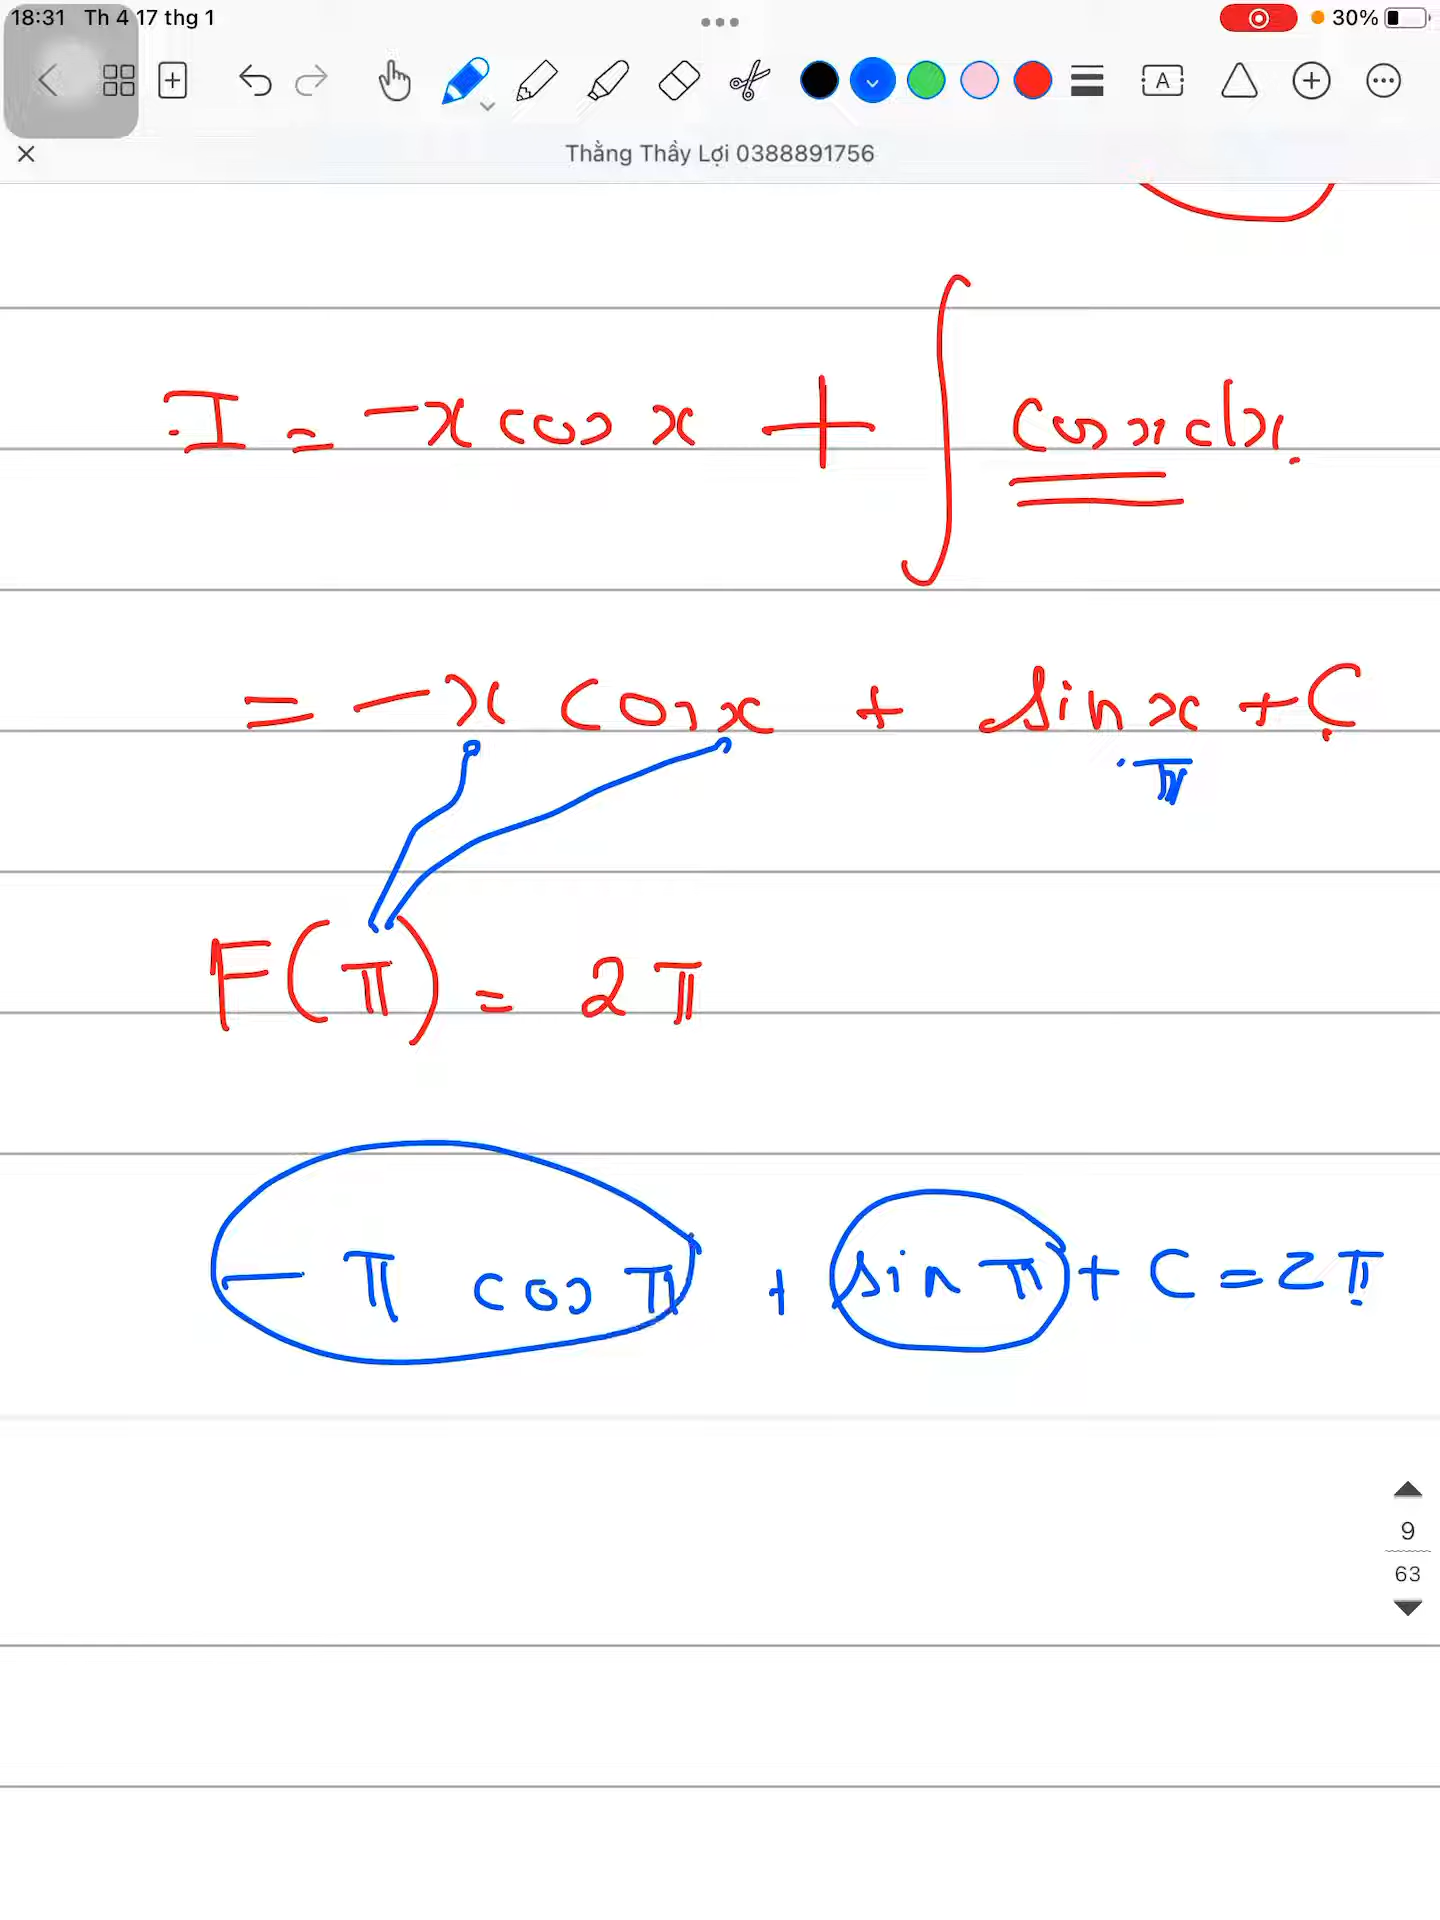 18:31 Th 4 17 thg 1 30%
A
Thằng Thầy Lợi 0388891756
I = -x cos x + ∫ cos x dx.
= -x cos x + sin x + C
π
F(π) = 2π
- π cos π + sin π + C = 2π
9
63